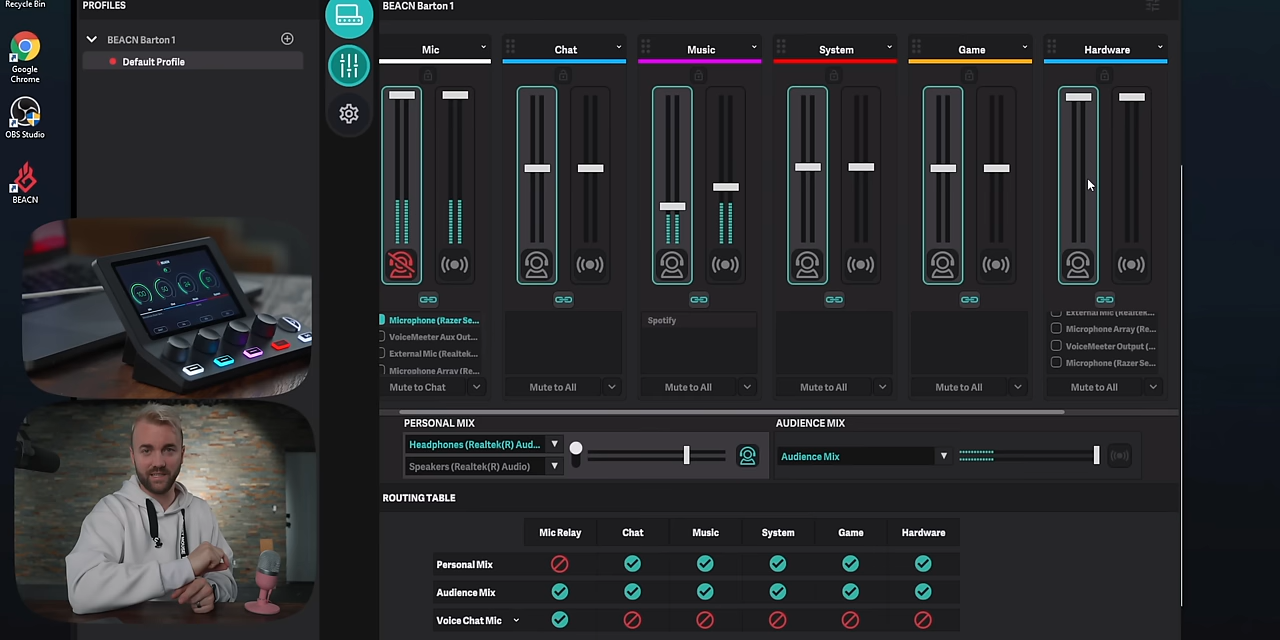 Recycle Bin
Google
Chrome
OBS Studio
BEACN
PROFILES
BEACN Barton 1
Default Profile
BEACN Barton 1
Mic
Chat
Music
System
Game
Hardware
Microphone (Razer Se...
VoiceMeeter Aux Out...
External Mic (Realtek...
Microphone Array (Re...
Spotify
External Mic (Realtek...
Microphone Array (Re...
VoiceMeeter Output (...
Microphone (Razer Se...
Mute to Chat
Mute to All
Mute to All
Mute to All
Mute to All
Mute to All
PERSONAL MIX
Headphones (Realtek(R) Aud...
Speakers (Realtek(R) Audio)
AUDIENCE MIX
Audience Mix
ROUTING TABLE
Mic Relay
Chat
Music
System
Game
Hardware
Personal Mix
Audience Mix
Voice Chat Mic